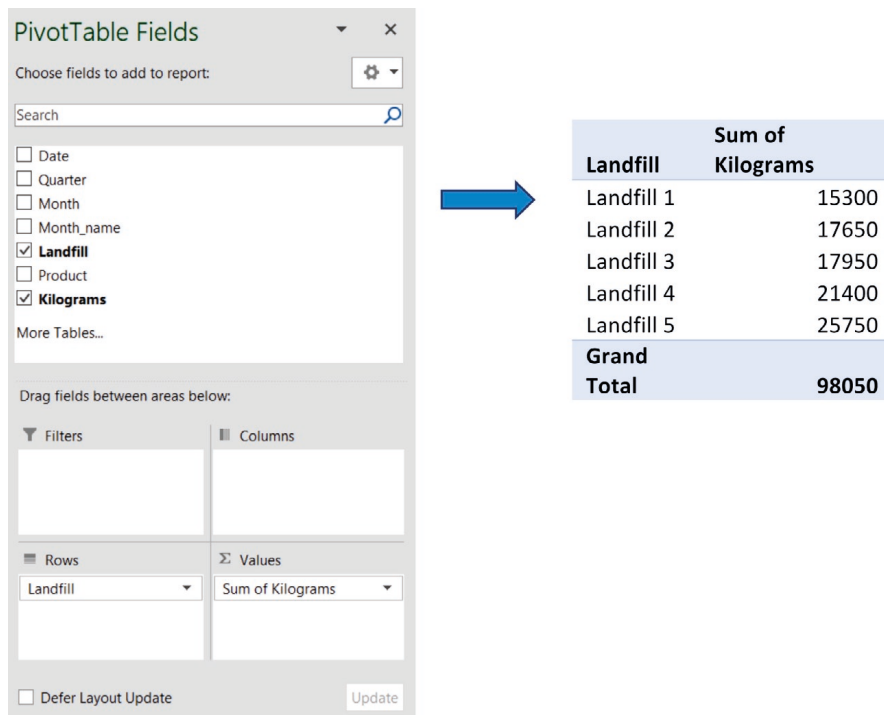 PivotTable Fields
Choose fields to add to report:
Search
Date
Quarter
Month
Month_name
Landfill
Product
Kilograms
More Tables...
Drag fields between areas below:
Filters
Columns
Rows
Σ Values
Landfill
Sum of Kilograms
Defer Layout Update
Update
Sum of
Landfill Kilograms
Landfill 1 15300
Landfill 2 17650
Landfill 3 17950
Landfill 4 21400
Landfill 5 25750
Grand
Total 98050